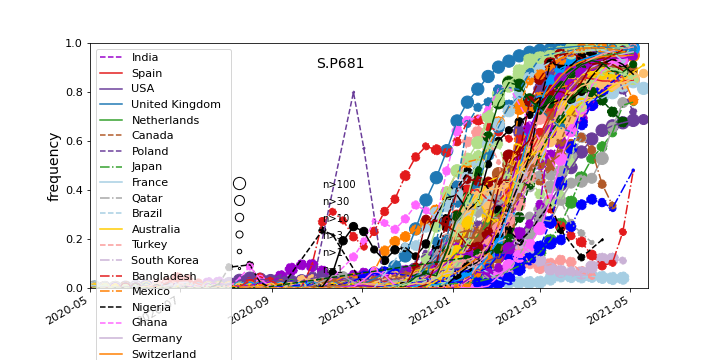 S.P681
frequency
1.0
0.8
0.6
0.4
0.2
0.0
2020-05
2020-09
2020-11
2021-01
2021-03
2021-05
India
Spain
USA
United Kingdom
Netherlands
Canada
Poland
Japan
France
Qatar
Brazil
Australia
Turkey
South Korea
Bangladesh
Mexico
Nigeria
Ghana
Germany
Switzerland
n>100
n>30
n>10
n>3